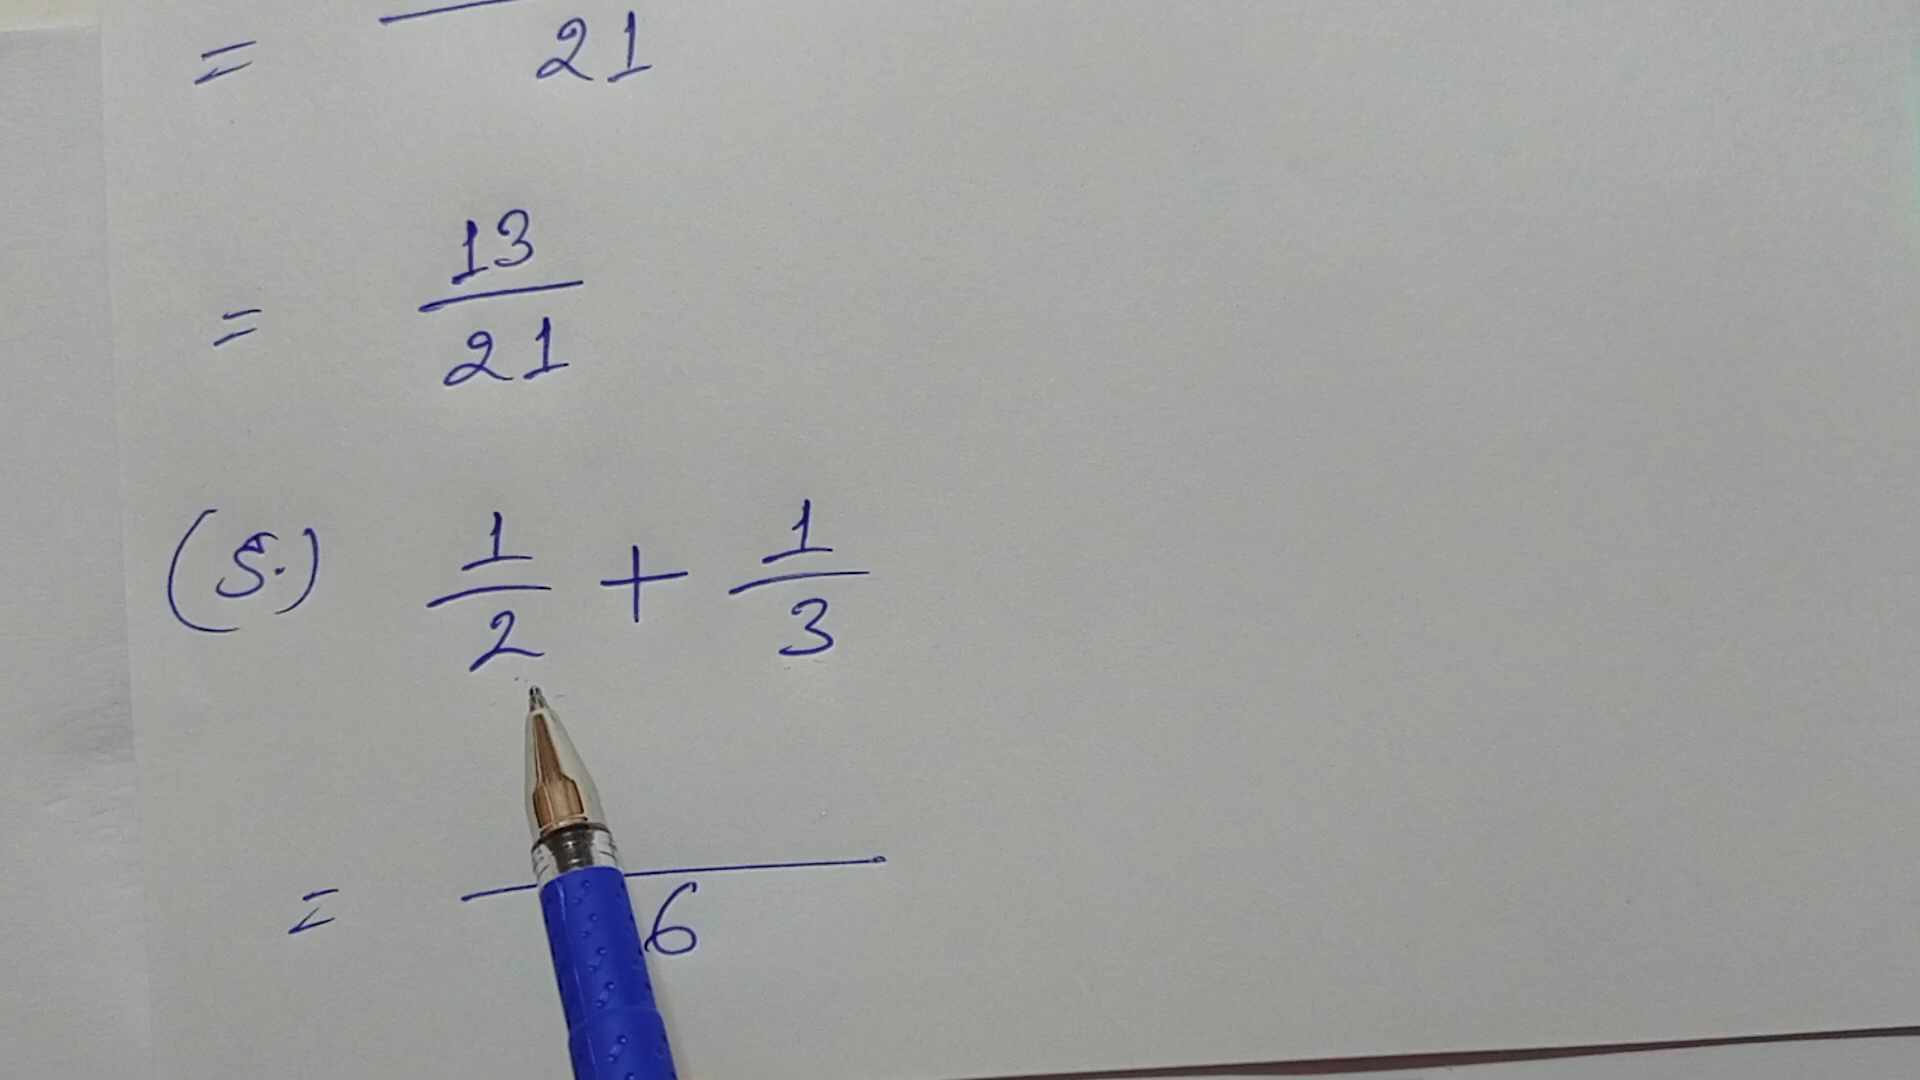 = /21
= 13/21
(5.) 1/2 + 1/3
= /6